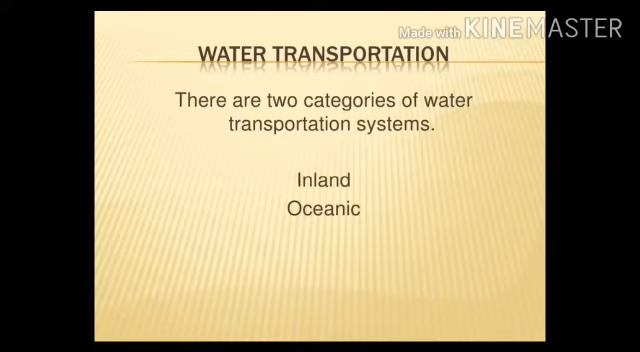 Made with KINEMASTER
WATER TRANSPORTATION
There are two categories of water
transportation systems.
Inland
Oceanic